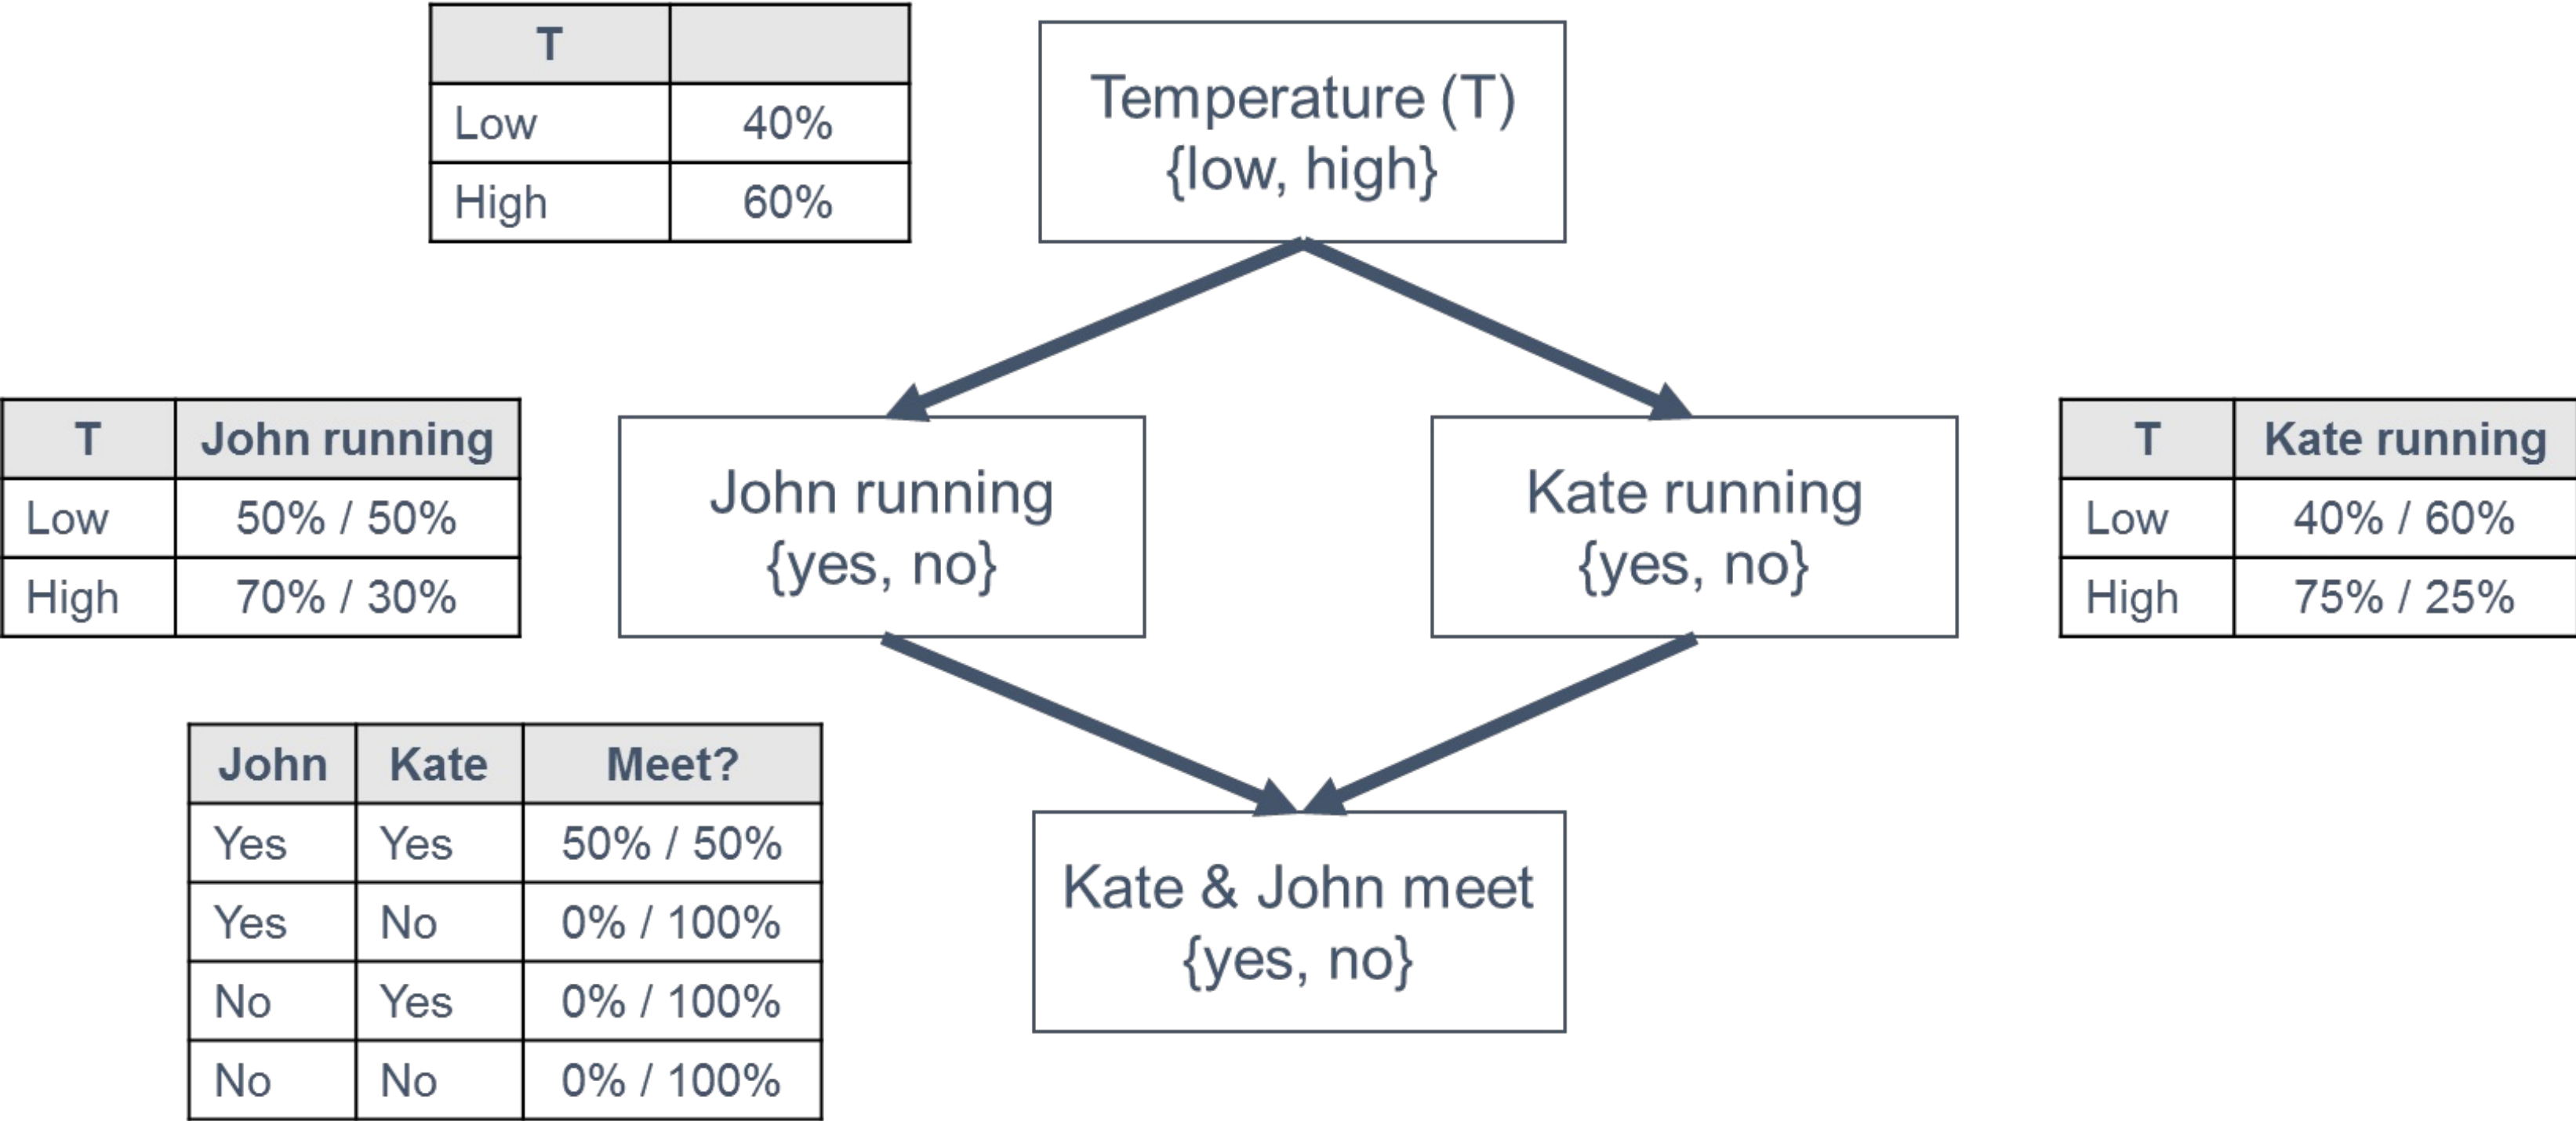 T
Low 40%
High 60%
Temperature (T)
{low, high}
T John running
Low 50% / 50%
High 70% / 30%
John running
{yes, no}
Kate running
{yes, no}
T Kate running
Low 40% / 60%
High 75% / 25%
John Kate Meet?
Yes Yes 50% / 50%
Yes No 0% / 100%
No Yes 0% / 100%
No No 0% / 100%
Kate & John meet
{yes, no}